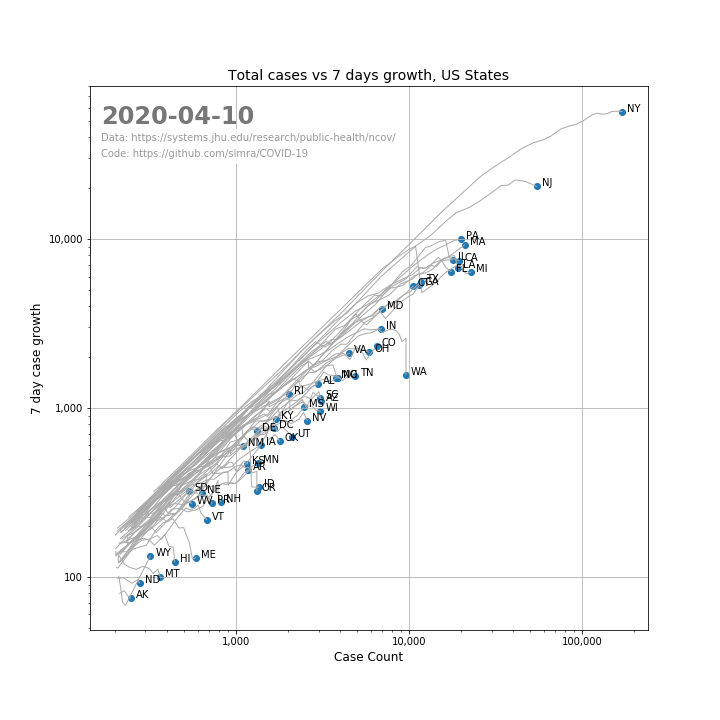 Total cases vs 7 days growth, US States
2020-04-10
Data: https://systems.jhu.edu/research/public-health/ncov/
Code: https://github.com/simra/COVID-19
NY
NJ
10,000
PA
MA
IL
CA
FL
LA
MI
TX
GA
MD
IN
CO
OH
VA
WA
TN
MO
AL
RI
SC
AZ
MS
WI
1,000
KY
NV
DC
DE
UT
OK
NM
IA
KS
MN
AR
ID
OR
SD
NE
WV
PR
NH
VT
WY
ME
HI
MT
100
ND
AK
1,000
10,000
100,000
Case Count
7 day case growth